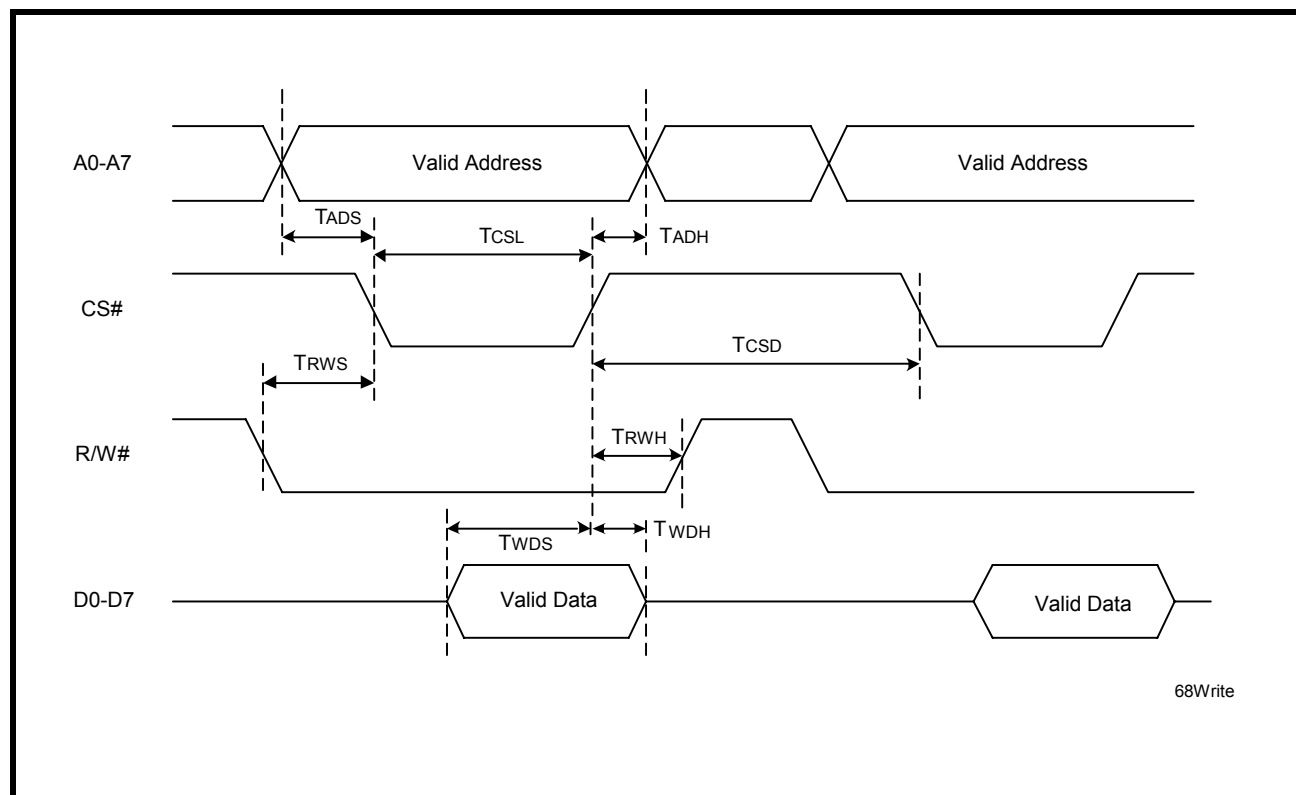 A0-A7
Valid Address
Valid Address
TADS
TCSL
TADH
CS#
TCSD
TRWS
R/W#
TRWH
TWDS
TWDH
D0-D7
Valid Data
Valid Data
68Write